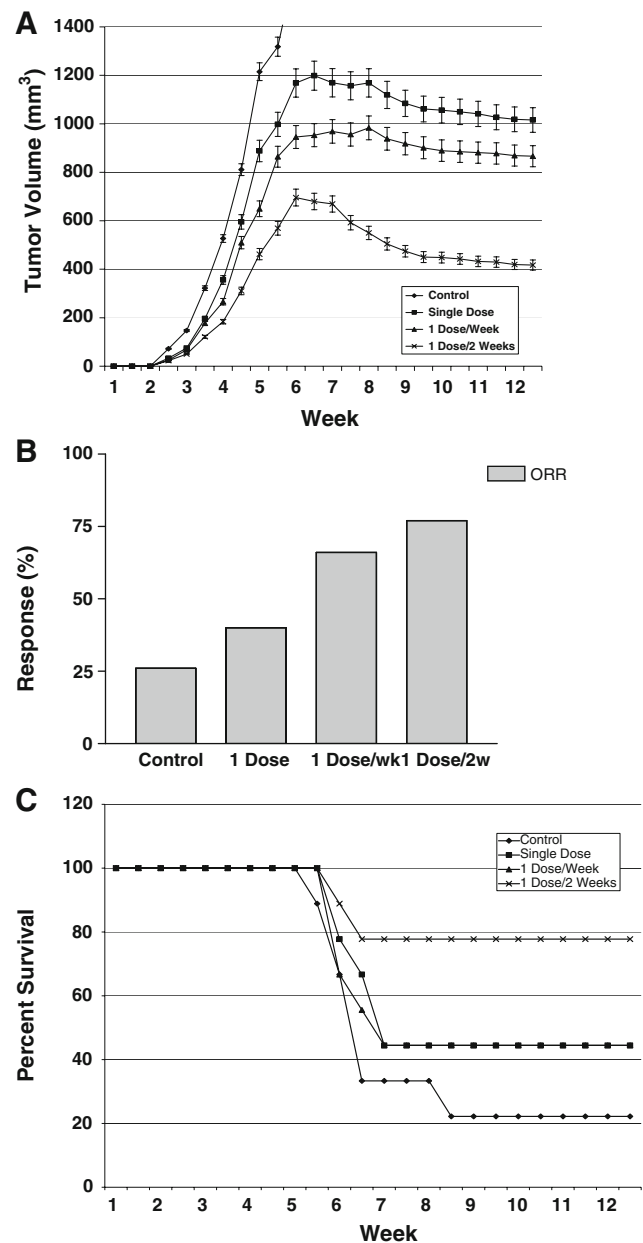 A
Tumor Volume (mm³)
1400
1200
1000
800
600
400
200
0
Control
Single Dose
1 Dose/Week
1 Dose/2 Weeks
1 2 3 4 5 6 7 8 9 10 11 12
Week
B
Response (%)
100
75
50
25
0
ORR
Control 1 Dose 1 Dose/wk1 Dose/2w
C
Percent Survival
120
100
80
60
40
20
0
Control
Single Dose
1 Dose/Week
1 Dose/2 Weeks
1 2 3 4 5 6 7 8 9 10 11 12
Week